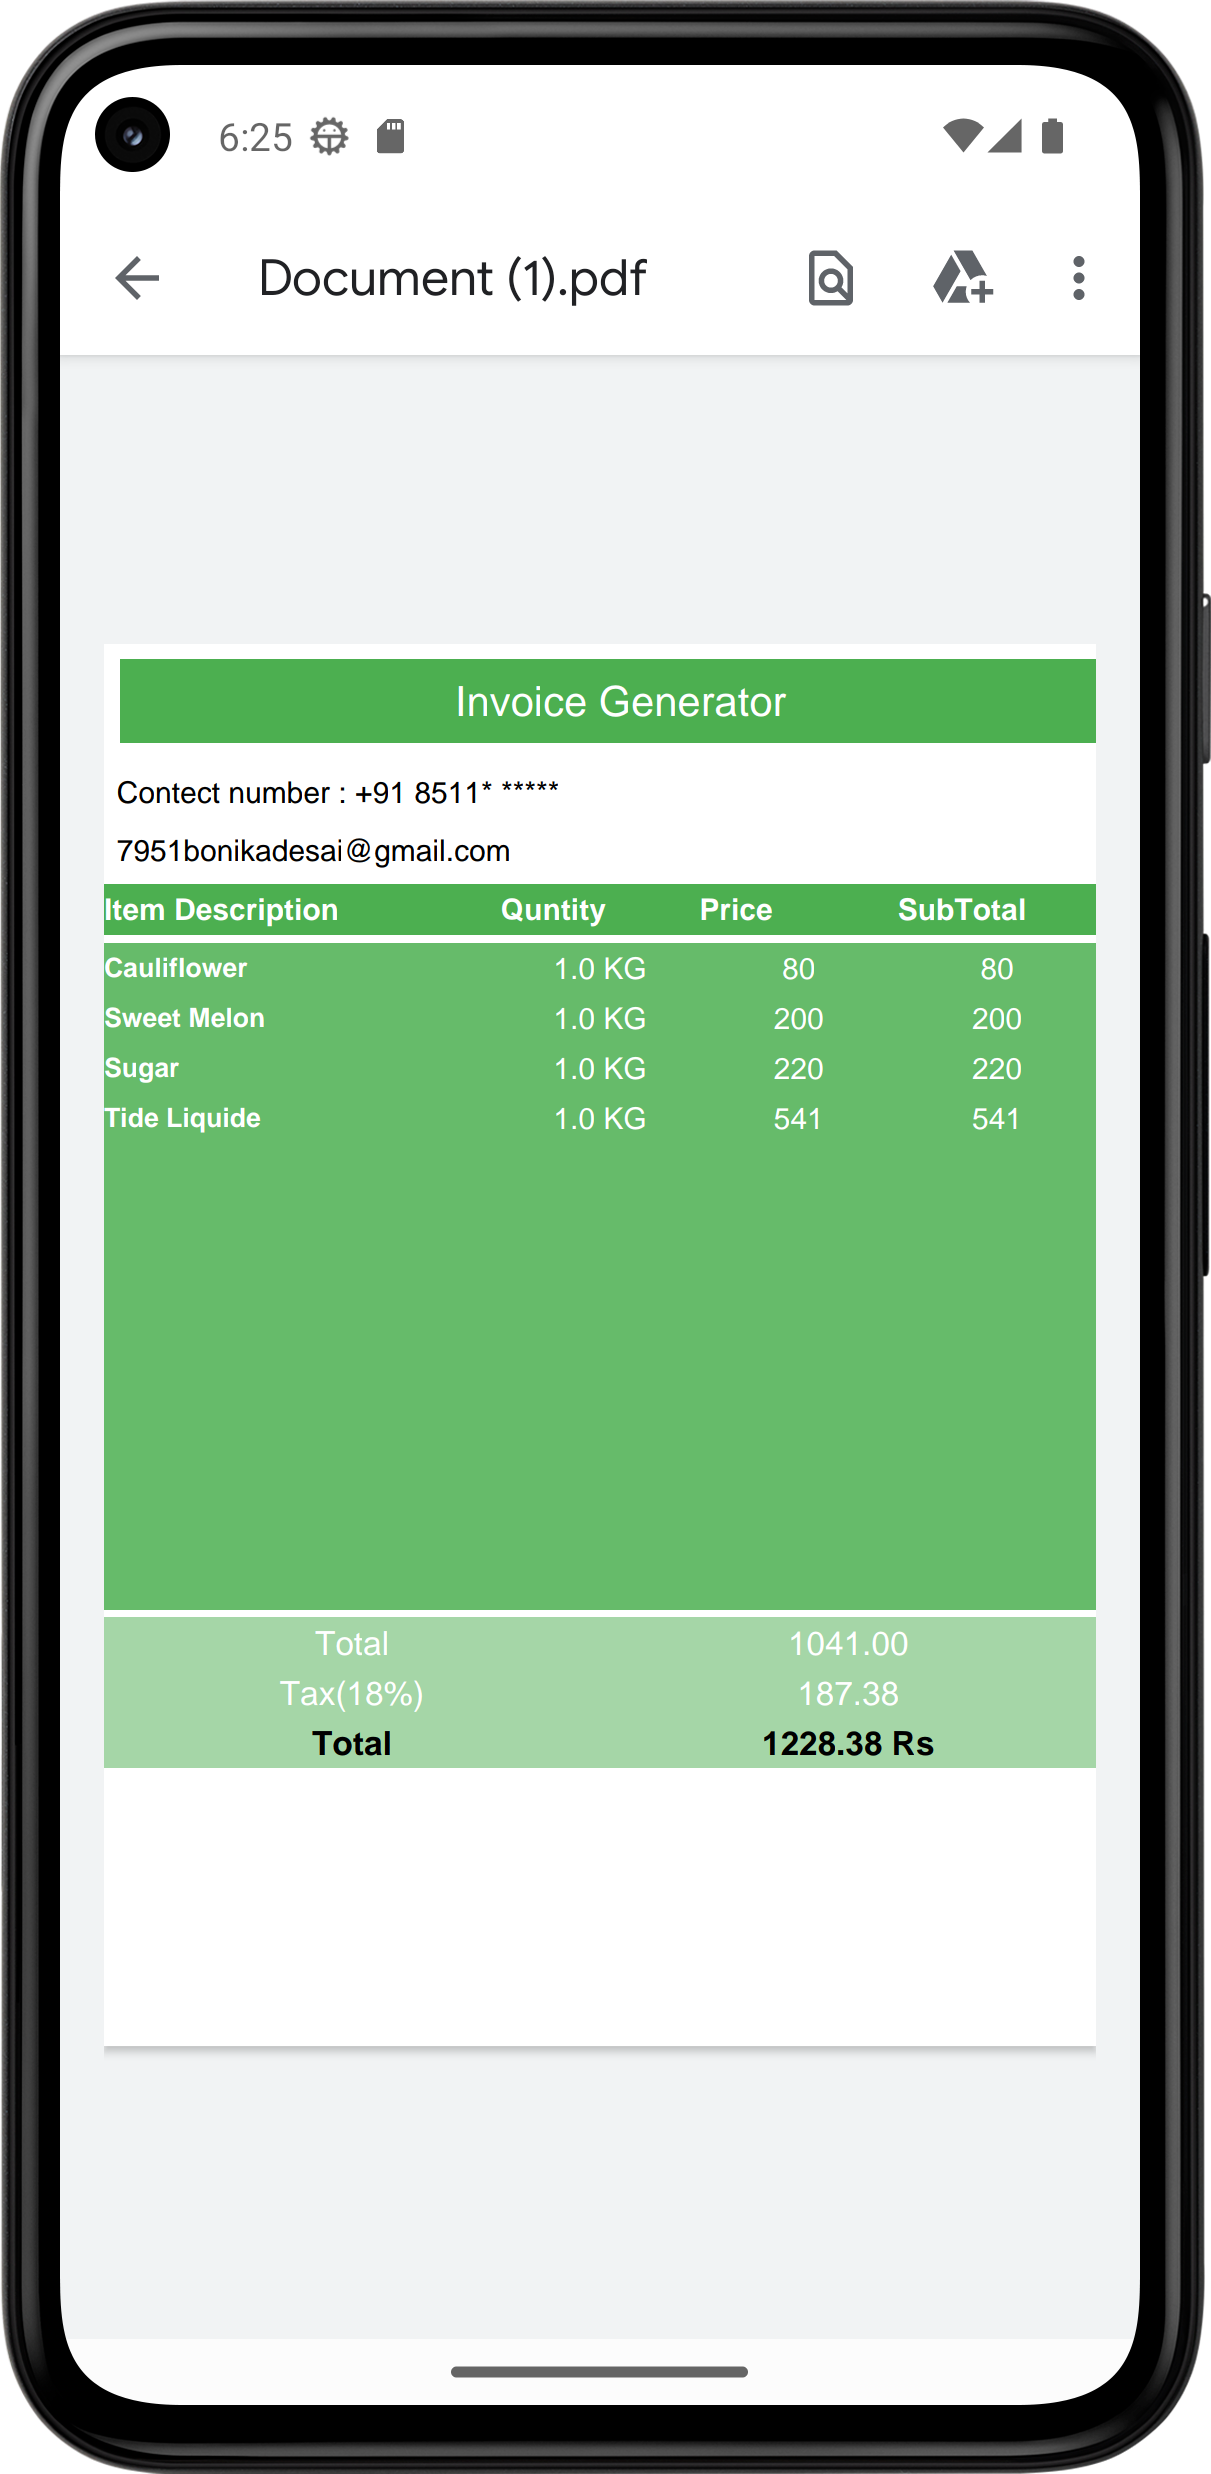 6:25
Document (1).pdf
Invoice Generator
Contect number : +91 8511* *****
7951bonikadesai@gmail.com
Item Description Quntity Price SubTotal
Cauliflower 1.0 KG 80 80
Sweet Melon 1.0 KG 200 200
Sugar 1.0 KG 220 220
Tide Liquide 1.0 KG 541 541
Total 1041.00
Tax(18%) 187.38
Total 1228.38 Rs